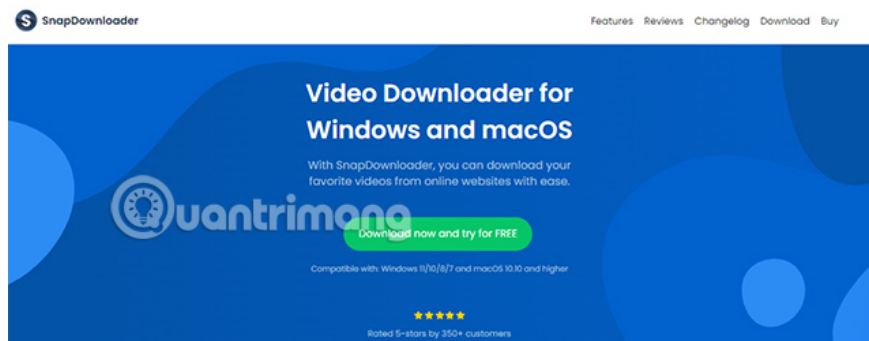 S SnapDownloader
Features Reviews Changelog Download Buy
Video Downloader for
Windows and macOS
With SnapDownloader, you can download your
favorite videos from online websites with ease.
Quantrimang
Download now and try for FREE
Compatible with: Windows 11/10/8/7 and macOS 10.10 and higher
Rated 5-stars by 350+ customers